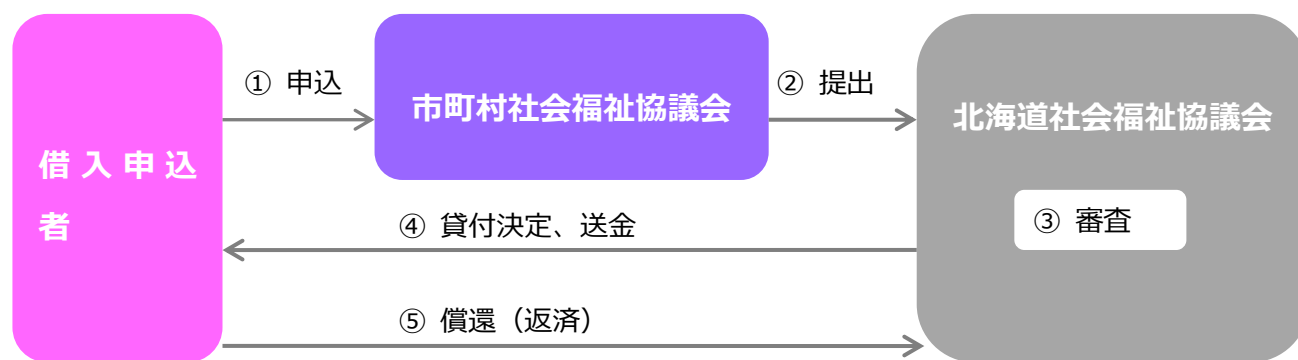 借入申込
者
① 申込
市町村社会福祉協議会
② 提出
北海道社会福祉協議会
③ 審査
④ 貸付決定、送金
⑤ 償還（返済）